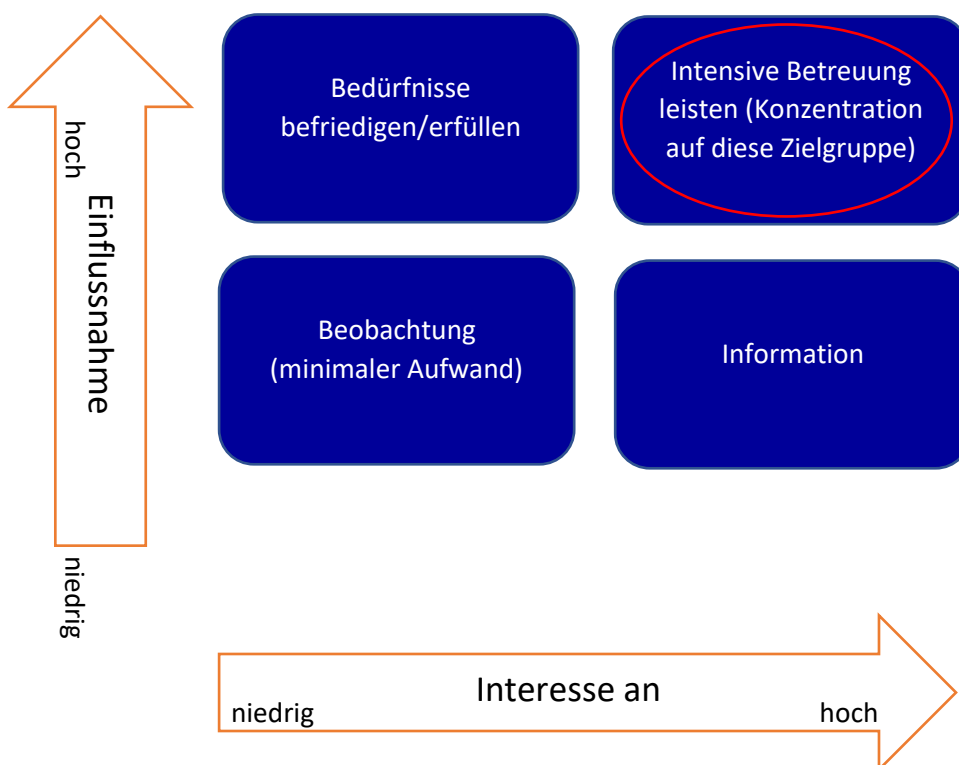 Bedürfnisse
befriedigen/erfüllen
Intensive Betreuung
leisten (Konzentration
auf diese Zielgruppe)
hoch
Einflussnahme
niedrig
Beobachtung
(minimaler Aufwand)
Information
Interesse an
niedrig
hoch